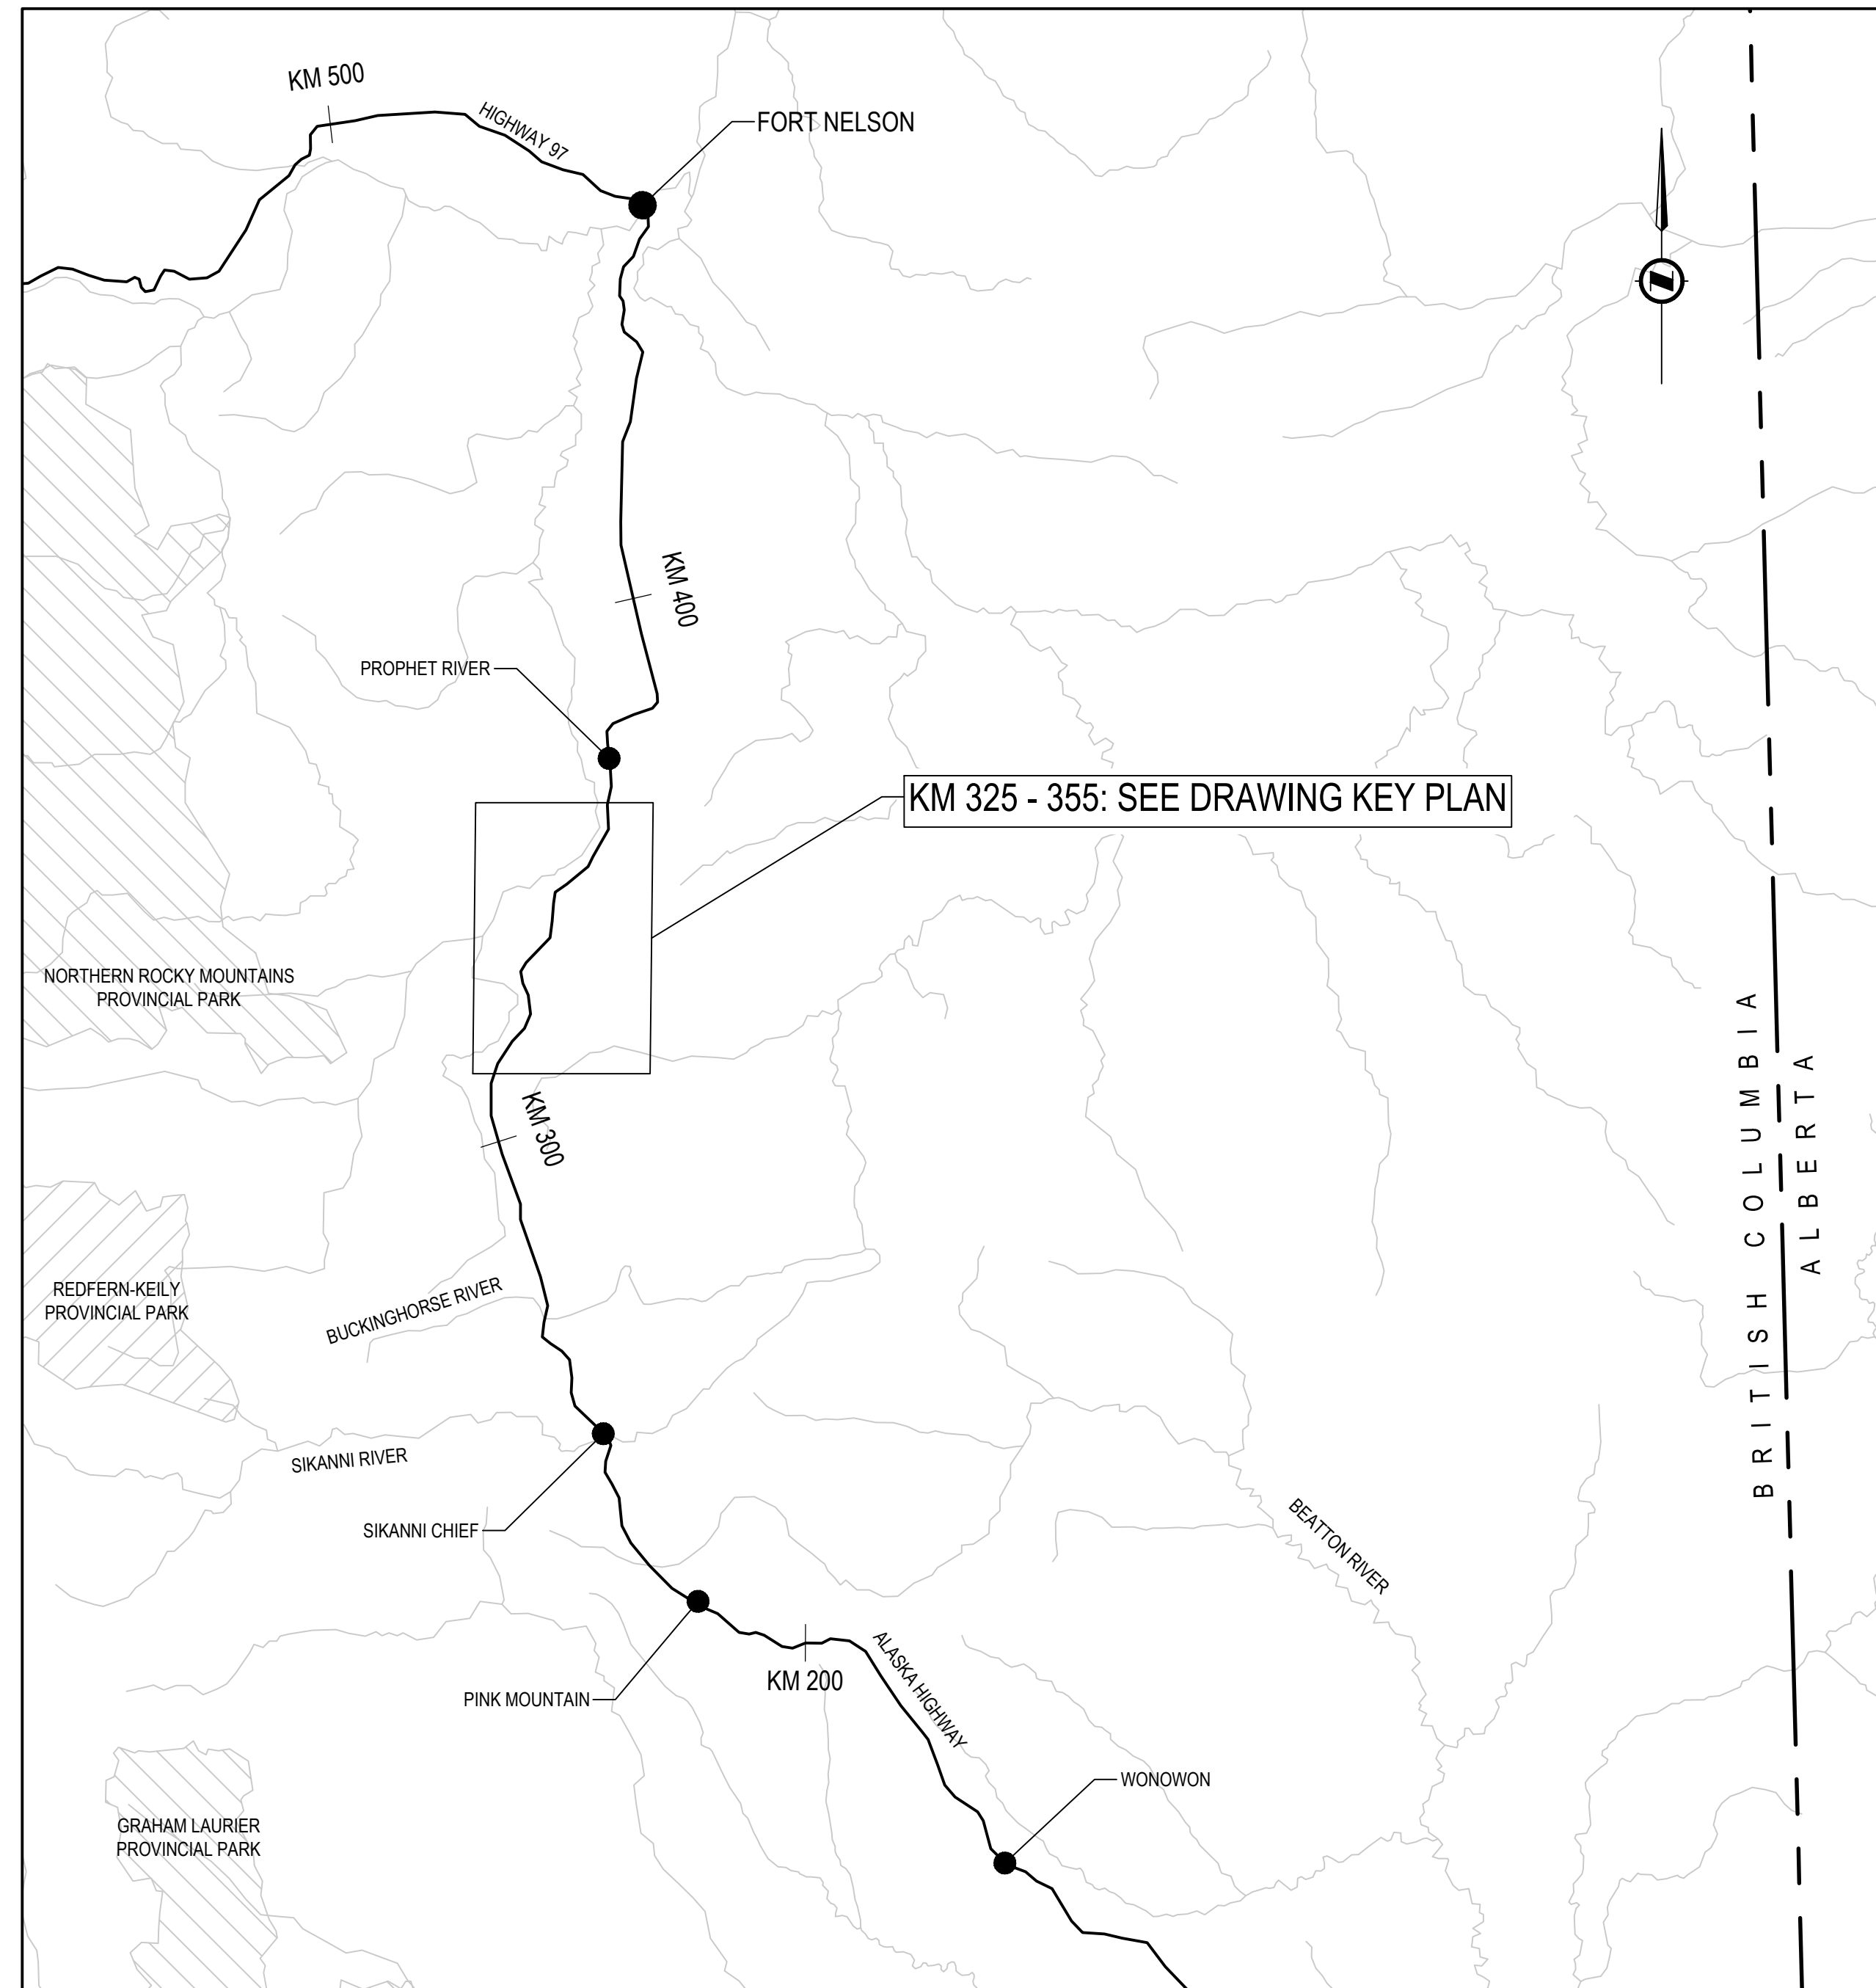 KM 500
HIGHWAY 97
FORT NELSON
N
KM 400
PROPHET RIVER
KM 325 - 355: SEE DRAWING KEY PLAN
NORTHERN ROCKY MOUNTAINS
PROVINCIAL PARK
BRITISH COLUMBIA
ALBERTA
KM 300
REDFERN-KEILY
PROVINCIAL PARK
BUCKINGHORSE RIVER
SIKANNI RIVER
SIKANNI CHIEF
BEATTON RIVER
PINK MOUNTAIN
KM 200
ALASKA HIGHWAY
WONOWON
GRAHAM LAURIER
PROVINCIAL PARK